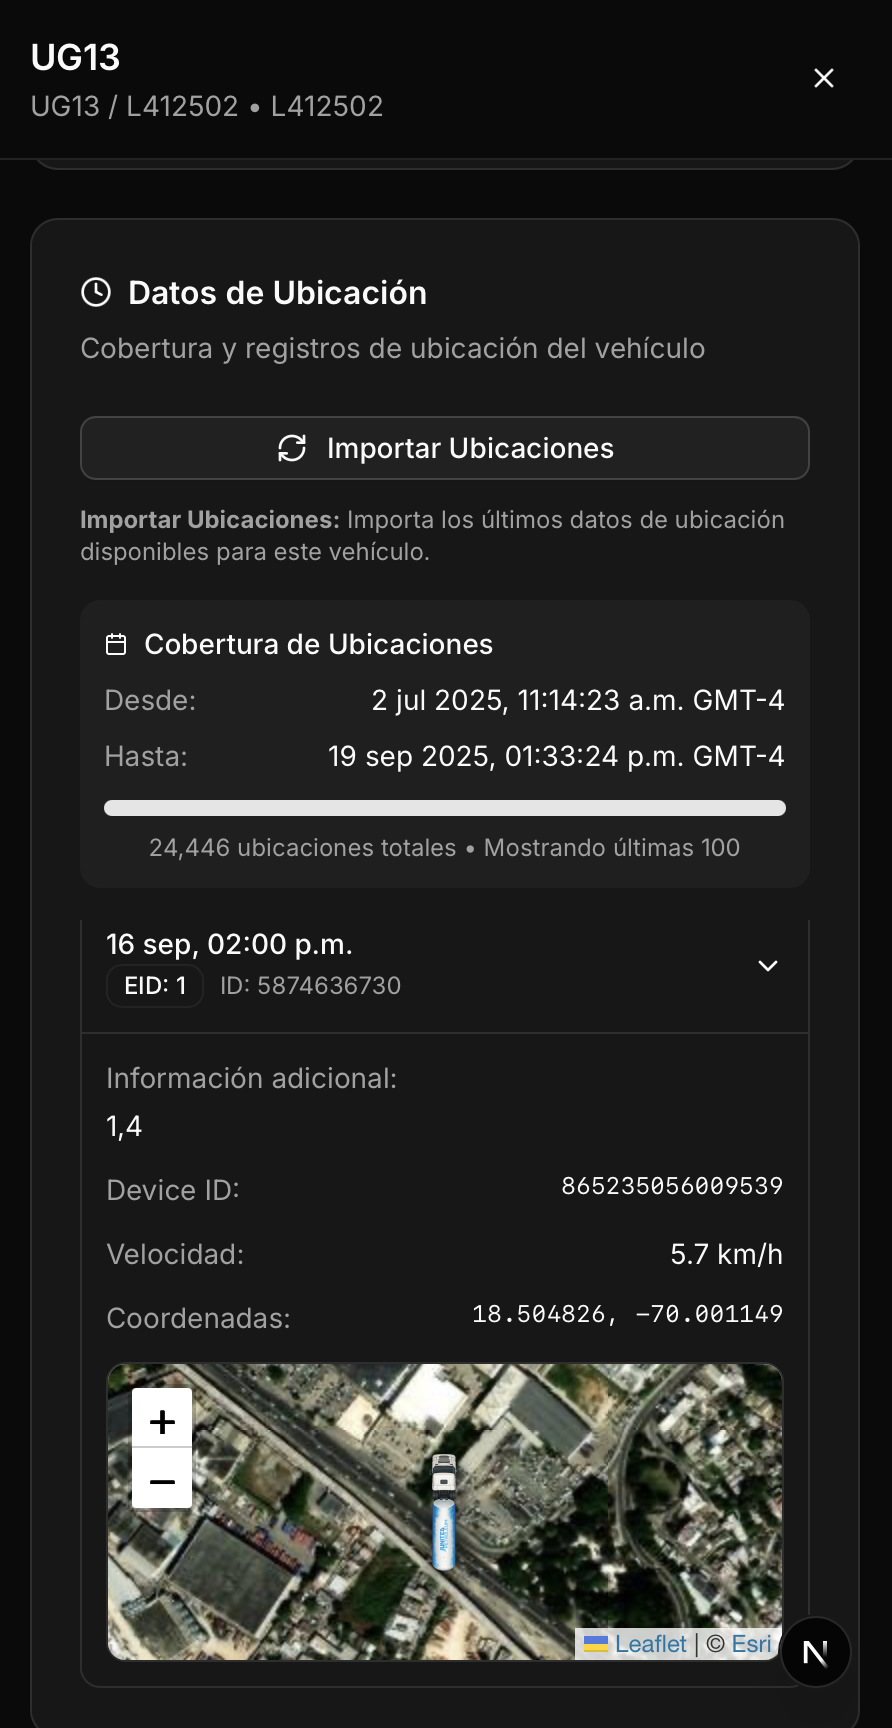 UG13
UG13 / L412502 • L412502
Datos de Ubicación
Cobertura y registros de ubicación del vehículo
Importar Ubicaciones
Importar Ubicaciones: Importa los últimos datos de ubicación
disponibles para este vehículo.
Cobertura de Ubicaciones
Desde: 2 jul 2025, 11:14:23 a.m. GMT-4
Hasta: 19 sep 2025, 01:33:24 p.m. GMT-4
24,446 ubicaciones totales • Mostrando últimas 100
16 sep, 02:00 p.m.
EID: 1 ID: 5874636730
Información adicional:
1,4
Device ID: 865235056009539
Velocidad: 5.7 km/h
Coordenadas: 18.504826, -70.001149
+
−
Leaflet | © Esri
N